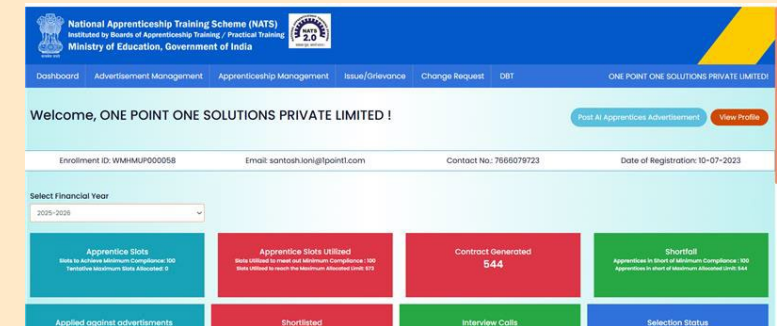 National Apprenticeship Training Scheme (NATS)
Instituted by Boards of Apprenticeship Training / Practical Training
Ministry of Education, Government of India
NATS
2.0
Dashboard Advertisement Management Apprenticeship Management Issue/Grievance Change Request DBT ONE POINT ONE SOLUTIONS PRIVATE LIMITED!
Welcome, ONE POINT ONE SOLUTIONS PRIVATE LIMITED !
Post AI Apprentices Advertisement View Profile
Enrollment ID: WMHMUP000058 Email: santosh.loni@1point1.com Contact No.: 7666079723 Date of Registration: 10-07-2023
Select Financial Year
2025-2026
Apprentice Slots
Slots to Achieve Minimum Compliance: 100
Tentative Maximum Slots Allocated: 0
Apprentice Slots Utilized
Slots Utilised to meet out Minimum Compliance : 100
Slots Utilised to reach the Maximum Allocated Limit: 573
Contract Generated
544
Shortfall
Apprentices in Short of Minimum Compliance : 100
Apprentices in short of Maximum Allocated Limit: 544
Applied against advertisments Shortlisted Interview Calls Selection Status